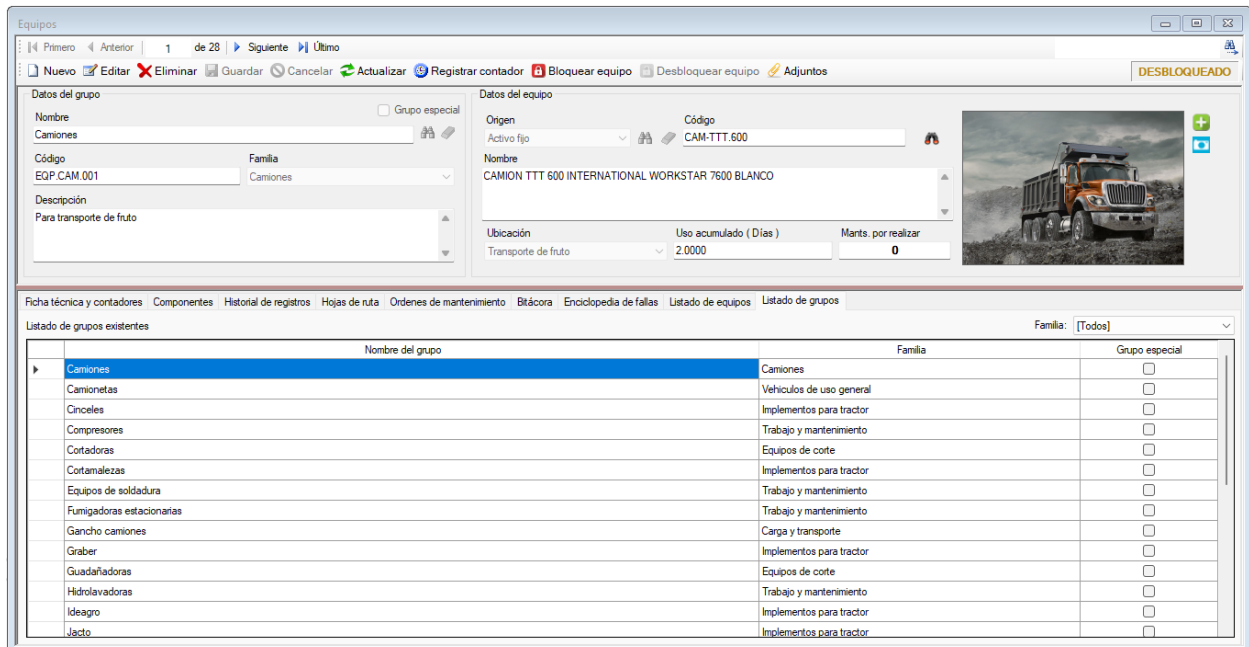 Equipos
Primero Anterior 1 de 28 Siguiente Último
Nuevo Editar Eliminar Guardar Cancelar Actualizar Registrar contador Bloquear equipo Desbloquear equipo Adjuntos DESBLOQUEADO
Datos del grupo
Grupo especial
Nombre
Camiones
Código Familia
EQP.CAM.001 Camiones
Descripción
Para transporte de fruto
Datos del equipo
Origen Código
Activo fijo CAM-TTT.600
Nombre
CAMION TTT 600 INTERNATIONAL WORKSTAR 7600 BLANCO
Ubicación Uso acumulado ( Días ) Mants. por realizar
Transporte de fruto 2.0000 0
Ficha técnica y contadores Componentes Historial de registros Hojas de ruta Ordenes de mantenimiento Bitácora Enciclopedia de fallas Listado de equipos Listado de grupos
Listado de grupos existentes Familia: [Todos]
Nombre del grupo Familia Grupo especial
Camiones Camiones
Camionetas Vehiculos de uso general
Cinceles Implementos para tractor
Compresores Trabajo y mantenimiento
Cortadoras Equipos de corte
Cortamalezas Implementos para tractor
Equipos de soldadura Trabajo y mantenimiento
Fumigadoras estacionarias Trabajo y mantenimiento
Gancho camiones Carga y transporte
Graber Implementos para tractor
Guadañadoras Equipos de corte
Hidrolavadoras Trabajo y mantenimiento
Ideagro Implementos para tractor
Jacto Implementos para tractor